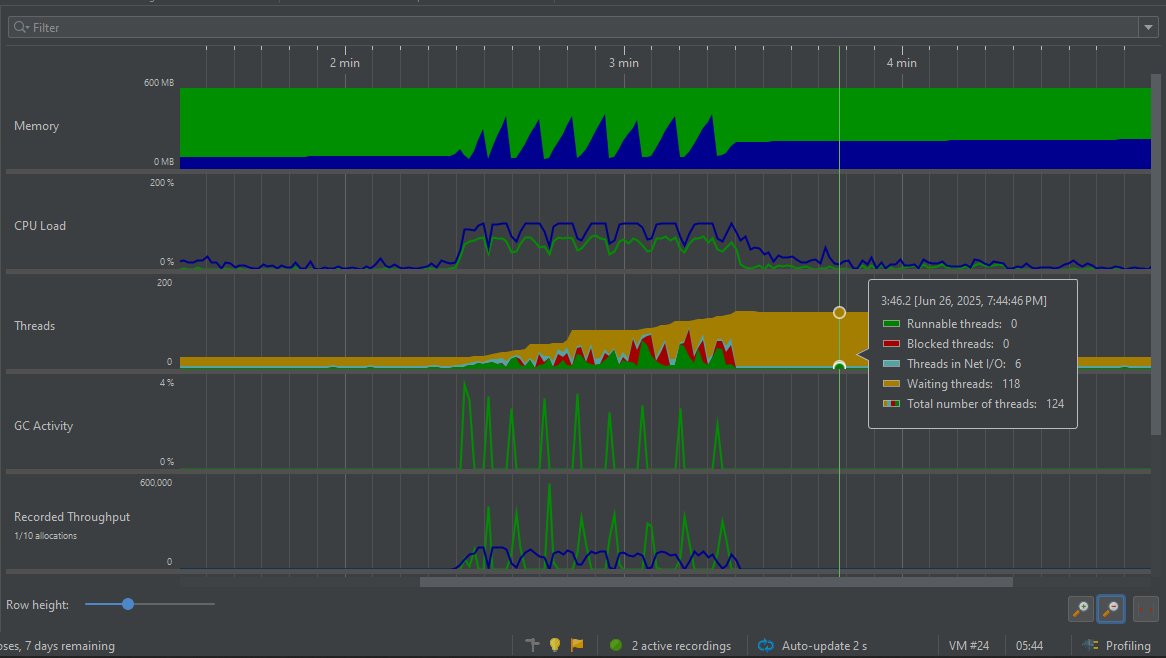 Filter
2 min
3 min
4 min
600 MB
Memory
0 MB
200 %
CPU Load
0 %
200
Threads
0
3:46.2 [Jun 26, 2025, 7:44:46 PM]
Runnable threads: 0
Blocked threads: 0
Threads in Net I/O: 6
Waiting threads: 118
Total number of threads: 124
4 %
GC Activity
0 %
600,000
Recorded Throughput
1/10 allocations
0
Row height:
oses, 7 days remaining
2 active recordings
Auto-update 2 s
VM #24
05:44
Profiling